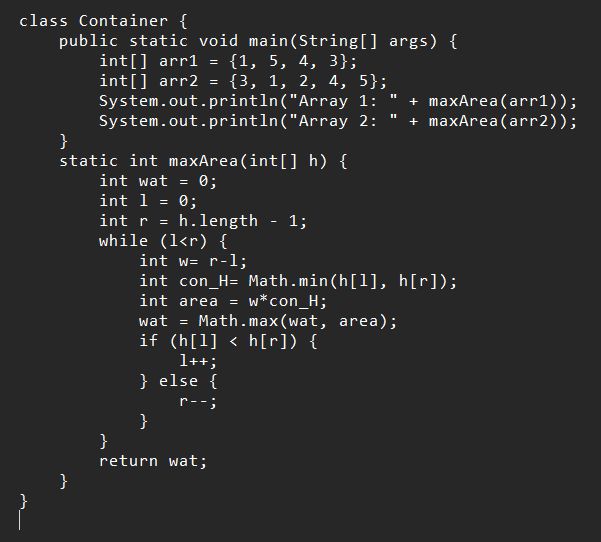 class Container {
    public static void main(String[] args) {
        int[] arr1 = {1, 5, 4, 3};
        int[] arr2 = {3, 1, 2, 4, 5};
        System.out.println("Array 1: " + maxArea(arr1));
        System.out.println("Array 2: " + maxArea(arr2));
    }
    static int maxArea(int[] h) {
        int wat = 0;
        int l = 0;
        int r = h.length - 1;
        while (l<r) {
            int w= r-l;
            int con_H= Math.min(h[l], h[r]);
            int area = w*con_H;
            wat = Math.max(wat, area);
            if (h[l] < h[r]) {
                l++;
            } else {
                r--;
            }
        }
        return wat;
    }
}